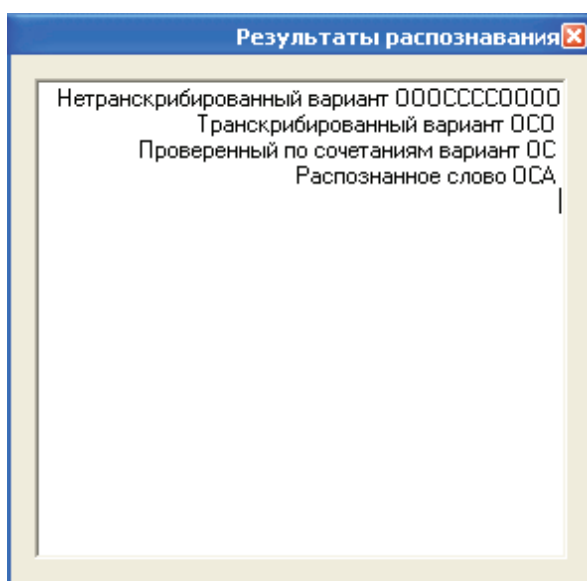 Результаты распознавания
Нетранскрибированный вариант ОООССССОООО
Транскрибированный вариант ОСО
Проверенный по сочетаниям вариант ОС
Распознанное слово ОСА